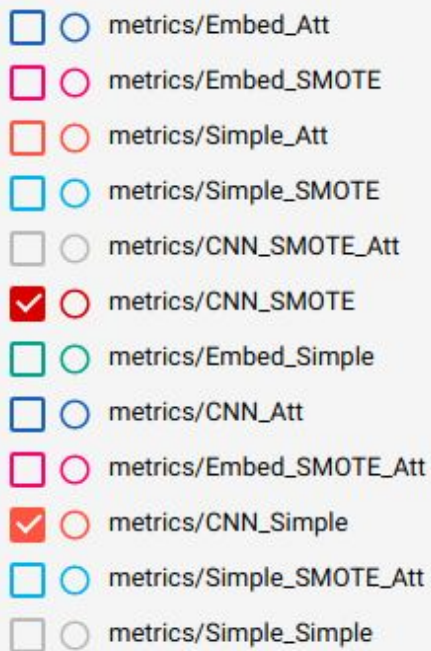 metrics/Embed_Att
metrics/Embed_SMOTE
metrics/Simple_Att
metrics/Simple_SMOTE
metrics/CNN_SMOTE_Att
metrics/CNN_SMOTE
metrics/Embed_Simple
metrics/CNN_Att
metrics/Embed_SMOTE_Att
metrics/CNN_Simple
metrics/Simple_SMOTE_Att
metrics/Simple_Simple